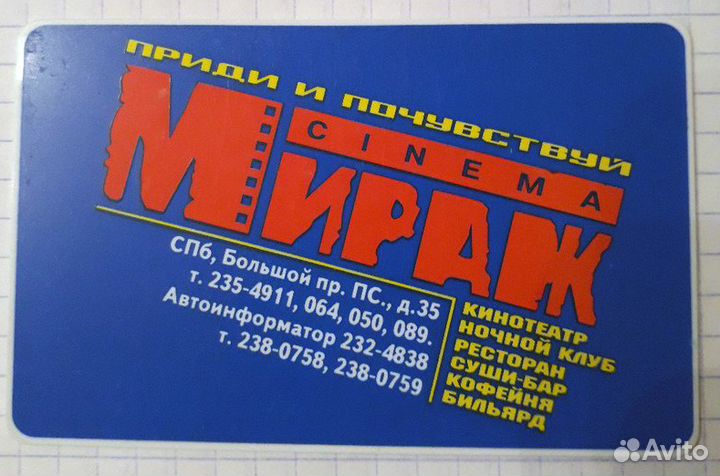 ПРИДИ И ПОЧУВСТВУЙ
CINEMA
МИРАЖ
СПб, Большой пр. ПС., д.35
т. 235-4911, 064, 050, 089.
Автоинформатор 232-4838
т. 238-0758, 238-0759
КИНОТЕАТР
НОЧНОЙ КЛУБ
РЕСТОРАН
СУШИ-БАР
КОФЕЙНЯ
БИЛЬЯРД
Avito